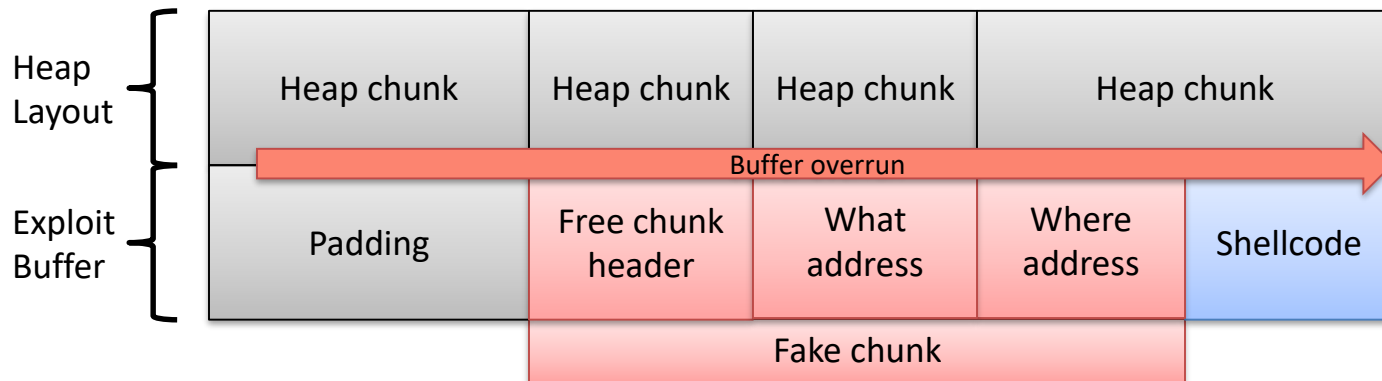 Heap
Layout
Heap chunk
Heap chunk
Heap chunk
Heap chunk
Buffer overrun
Exploit
Buffer
Padding
Free chunk
header
What
address
Where
address
Shellcode
Fake chunk